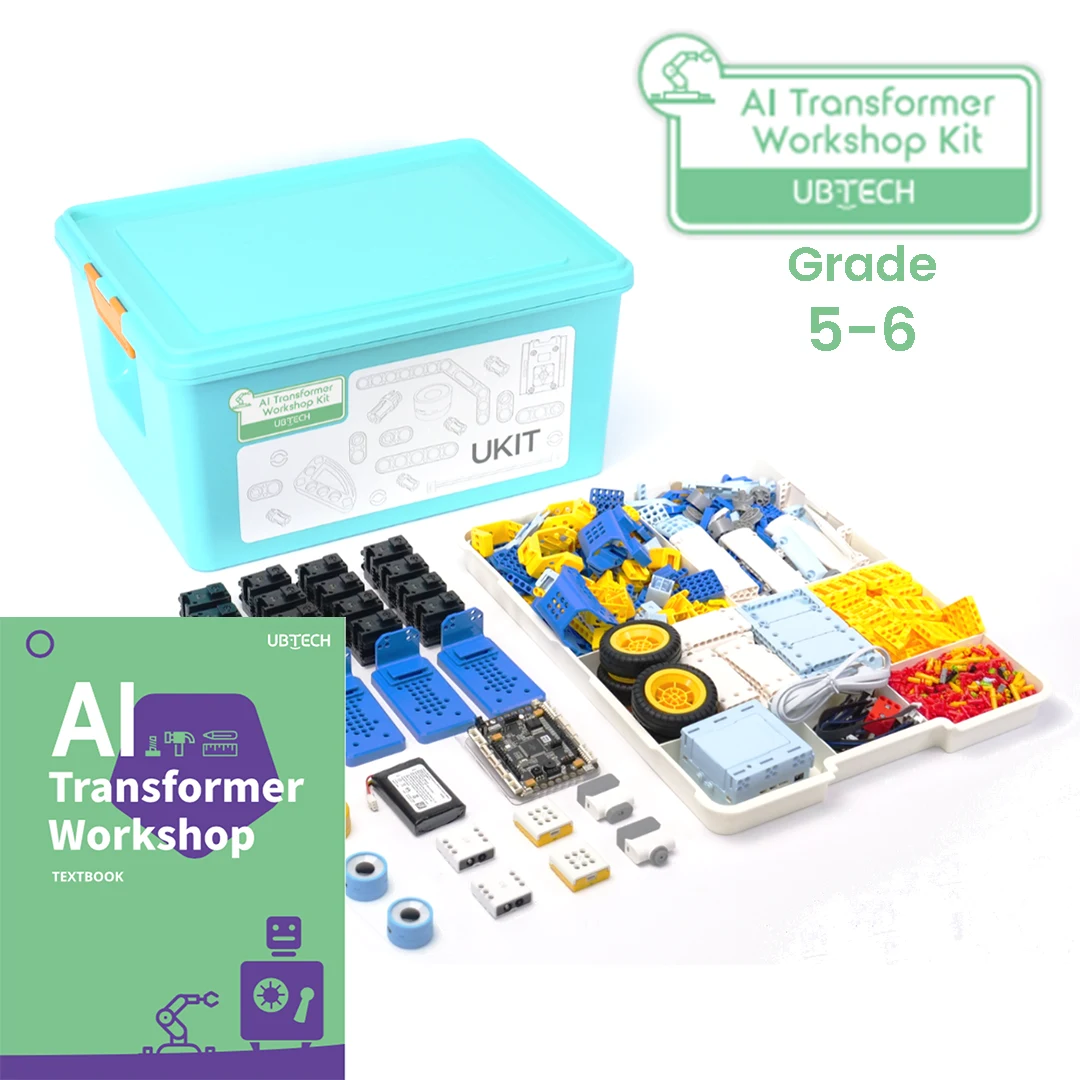 AI Transformer
Workshop Kit
UBTECH
Grade
5-6
AI Transformer
Workshop Kit
UBTECH
UKIT
UBTECH
AI
Transformer
Workshop
TEXTBOOK